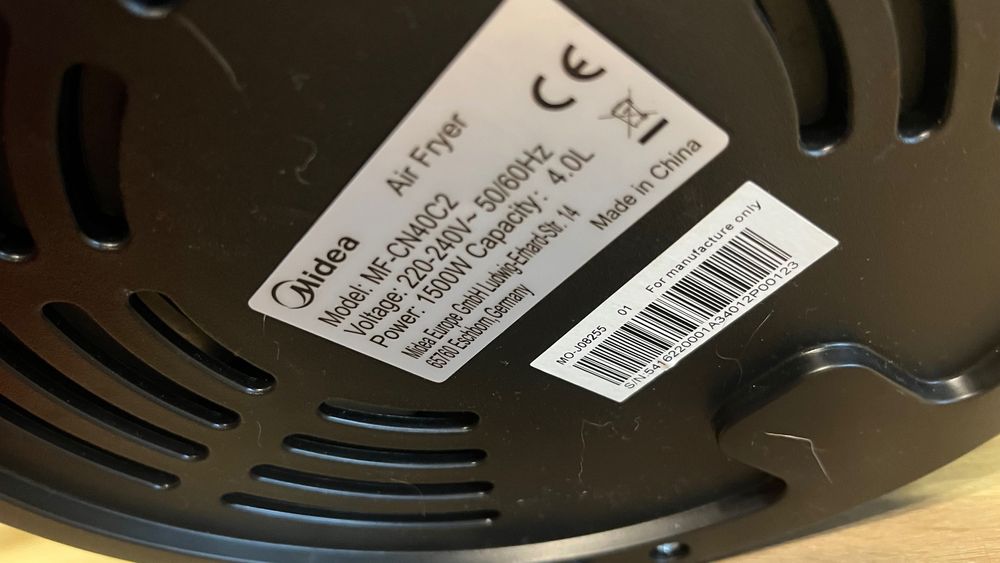 Midea
Air Fryer
CE
Model: MF-CN40C2
Voltage: 220-240V~ 50/60Hz
Power: 1500W Capacity: 4.0L
Midea Europe GmbH Ludwig-Erhard-Str. 14
65760 Eschborn,Germany
Made in China
MO-J08255 01 For manufacture only
S/N:5416220001A34012P00123